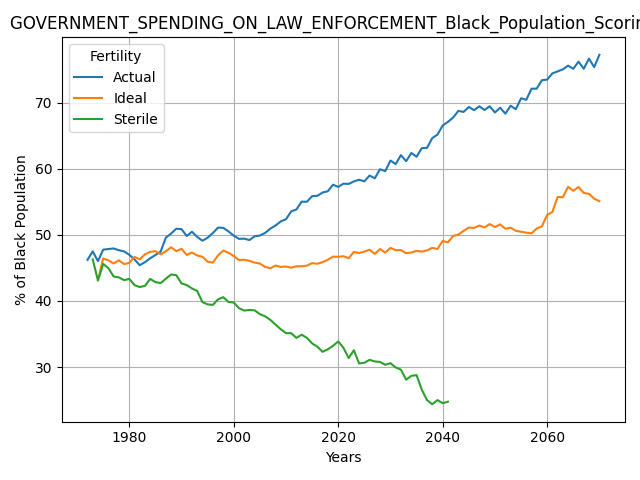 GOVERNMENT_SPENDING_ON_LAW_ENFORCEMENT_Black_Population_Scorin
Fertility
Actual
Ideal
Sterile
% of Black Population
70
60
50
40
30
1980
2000
2020
2040
2060
Years